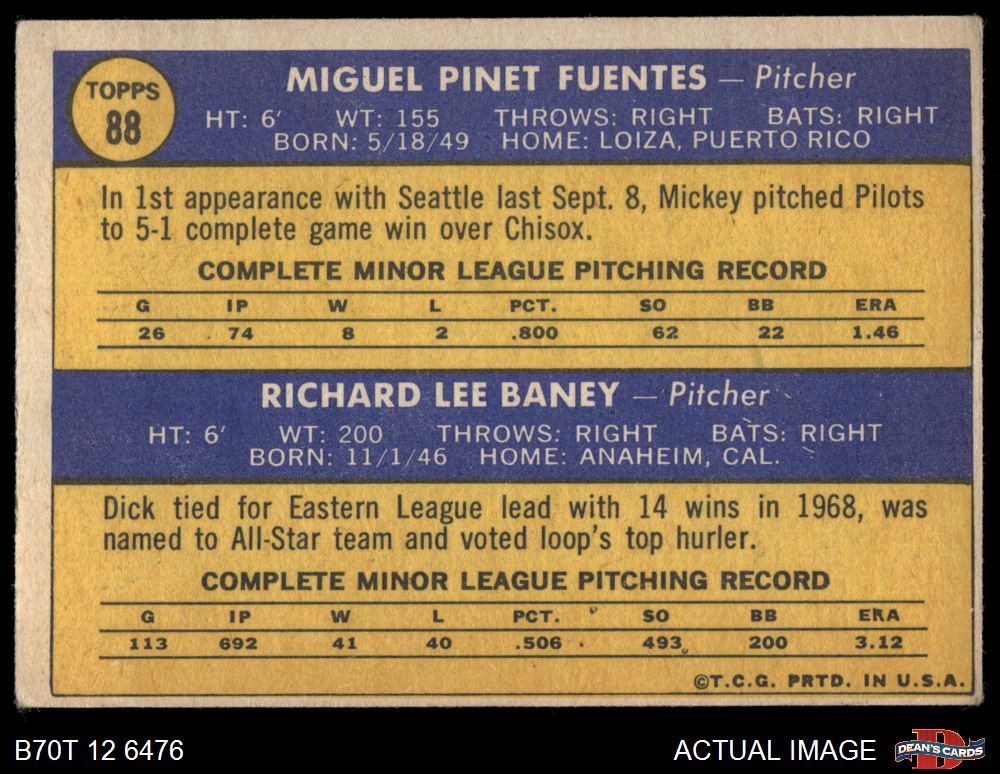 TOPPS
88
MIGUEL PINET FUENTES — Pitcher
HT: 6' WT: 155 THROWS: RIGHT BATS: RIGHT
BORN: 5/18/49 HOME: LOIZA, PUERTO RICO
In 1st appearance with Seattle last Sept. 8, Mickey pitched Pilots
to 5-1 complete game win over Chisox.
COMPLETE MINOR LEAGUE PITCHING RECORD
G IP W L PCT. SO BB ERA
26 74 8 2 .800 62 22 1.46
RICHARD LEE BANEY — Pitcher
HT: 6' WT: 200 THROWS: RIGHT BATS: RIGHT
BORN: 11/1/46 HOME: ANAHEIM, CAL.
Dick tied for Eastern League lead with 14 wins in 1968, was
named to All-Star team and voted loop's top hurler.
COMPLETE MINOR LEAGUE PITCHING RECORD
G IP W L PCT. SO BB ERA
113 692 41 40 .506 493 200 3.12
©T.C.G. PRTD. IN U.S.A.
B70T 12 6476
ACTUAL IMAGE
D
DEAN'S CARDS